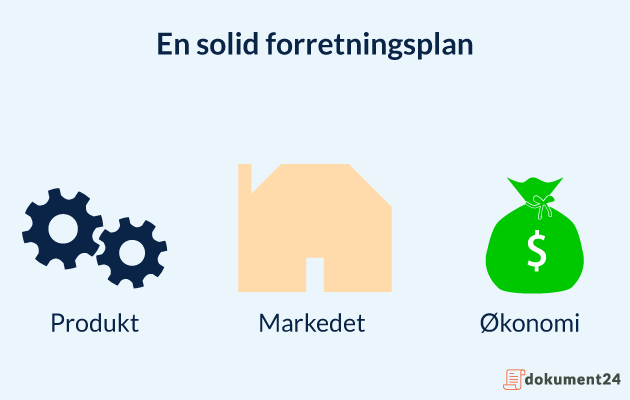 En solid forretningsplan
$
Produkt
Markedet
Økonomi
dokument24